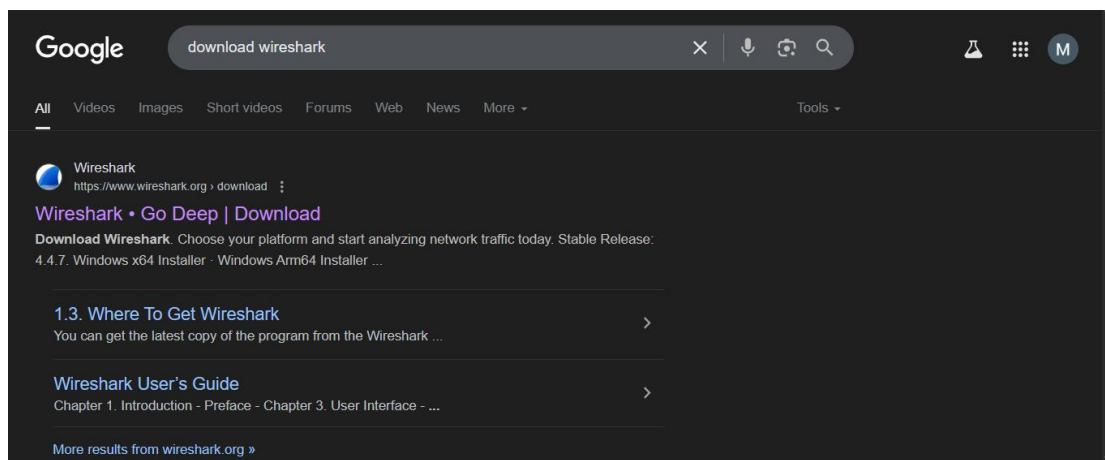 Google
download wireshark
M
All Videos Images Short videos Forums Web News More Tools
Wireshark
https://www.wireshark.org › download
Wireshark • Go Deep | Download
Download Wireshark. Choose your platform and start analyzing network traffic today. Stable Release:
4.4.7. Windows x64 Installer · Windows Arm64 Installer ...
1.3. Where To Get Wireshark
You can get the latest copy of the program from the Wireshark ...
Wireshark User's Guide
Chapter 1. Introduction - Preface - Chapter 3. User Interface - ...
More results from wireshark.org »